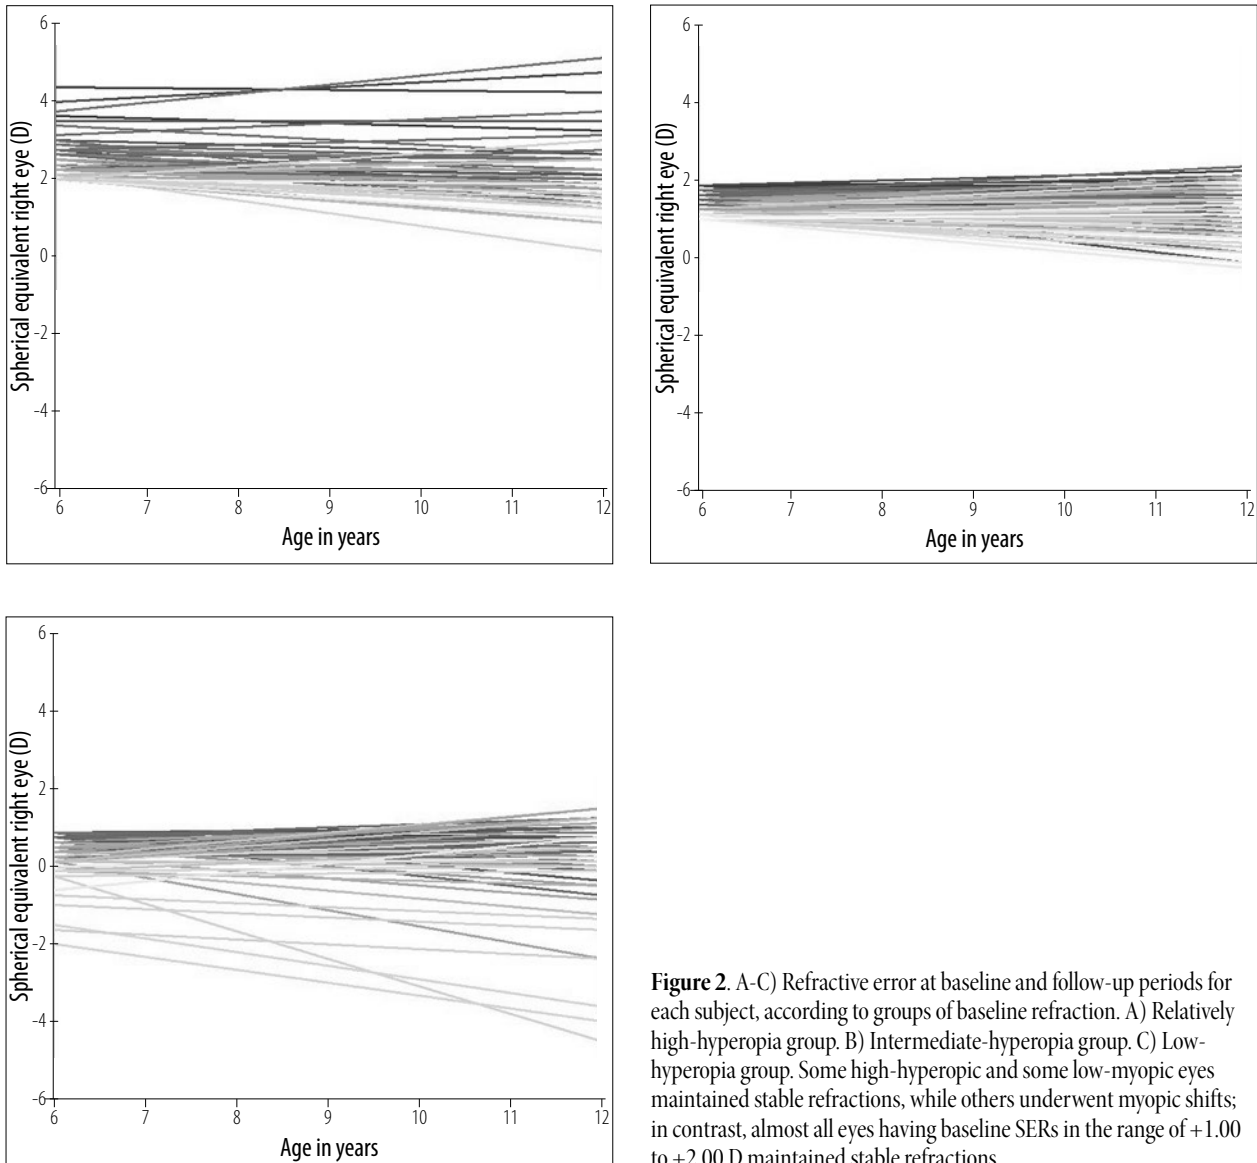 6
4
2
0
-2
-4
-6
Spherical equivalent right eye (D)
6 7 8 9 10 11 12
Age in years
6
4
2
0
-2
-4
-6
Spherical equivalent right eye (D)
6 7 8 9 10 11 12
Age in years
6
4
2
0
-2
-4
-6
Spherical equivalent right eye (D)
6 7 8 9 10 11 12
Age in years
Figure 2. A-C) Refractive error at baseline and follow-up periods for
each subject, according to groups of baseline refraction. A) Relatively
high-hyperopia group. B) Intermediate-hyperopia group. C) Low-
hyperopia group. Some high-hyperopic and some low-myopic eyes
maintained stable refractions, while others underwent myopic shifts;
in contrast, almost all eyes having baseline SERs in the range of +1.00
to +2.00 D maintained stable refractions.